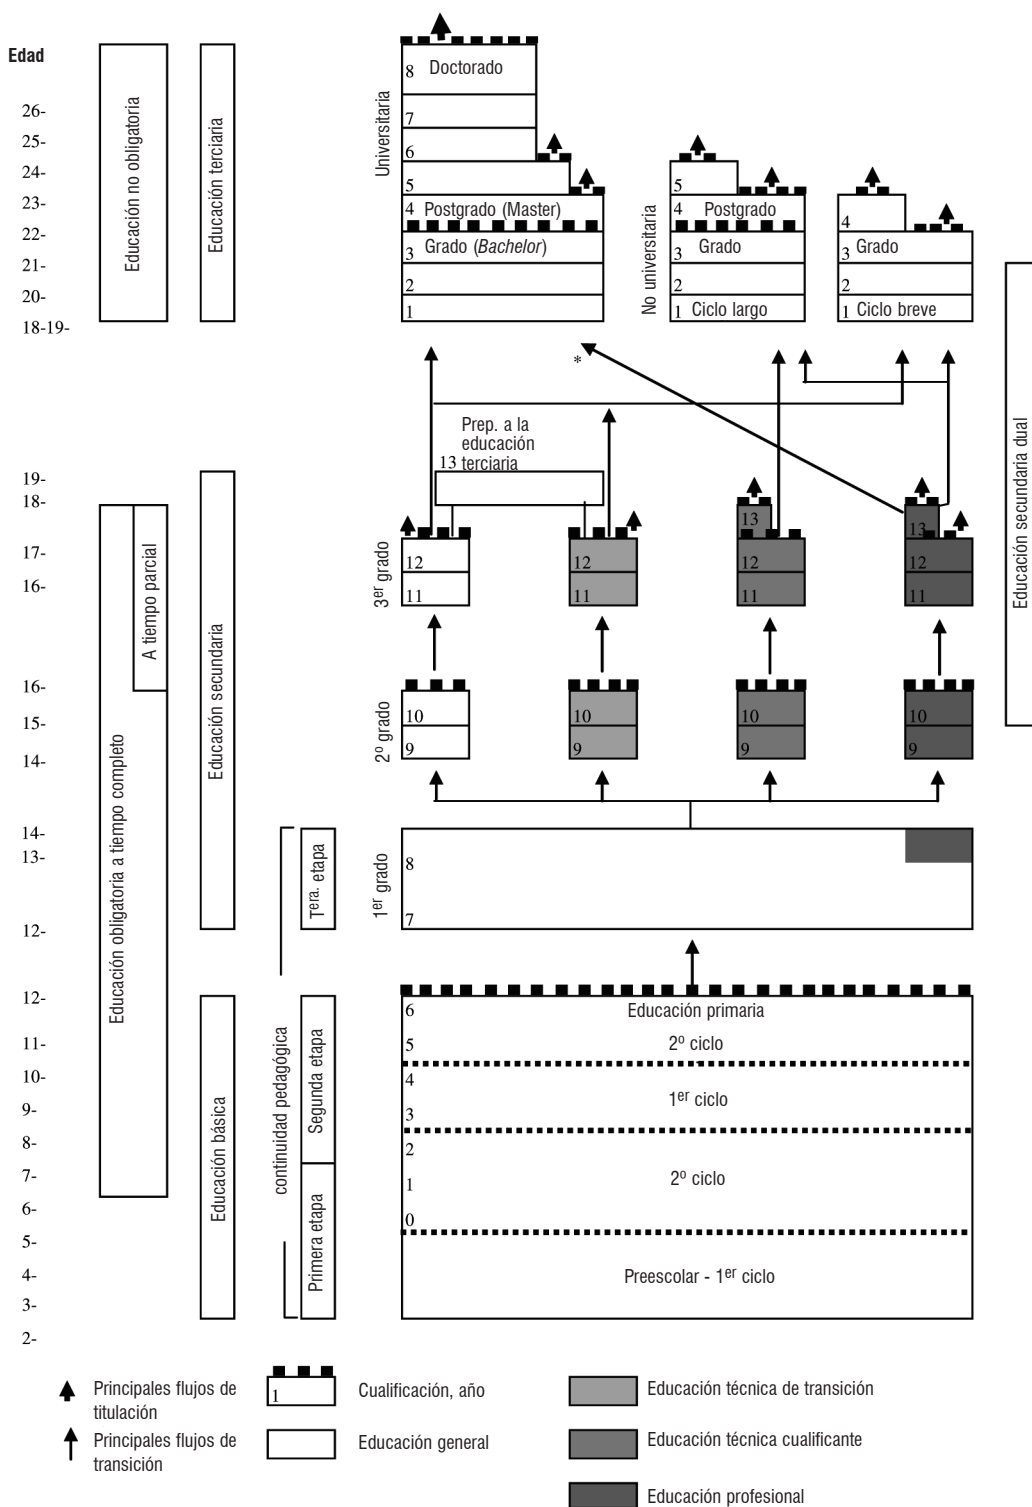 Edad
26-
25-
24-
23-
22-
21-
20-
18-19-
19-
18-
17-
16-
16-
15-
14-
14-
13-
12-
12-
11-
10-
9-
8-
7-
6-
5-
4-
3-
2-
Educación no obligatoria
Educación terciaria
A tiempo parcial
Educación obligatoria a tiempo completo
Educación secundaria
Educación básica
continuidad pedagógica
Tera. etapa
Segunda etapa
Primera etapa
Universitaria
8 Doctorado
7
6
5
4 Postgrado (Master)
3 Grado (Bachelor)
2
1
No universitaria
5
4 Postgrado
3 Grado
2
1 Ciclo largo
4
3 Grado
2
1 Ciclo breve
*
Educación secundaria dual
Prep. a la
educación
13 terciaria
3er grado
12
11
12
11
13
12
11
13
12
11
2º grado
10
9
10
9
10
9
10
9
1er grado
8
7
6 Educación primaria
5 2º ciclo
4
3 1er ciclo
2
1 2º ciclo
0
Preescolar - 1er ciclo
Principales flujos de
titulación
Principales flujos de
transición
1
Cualificación, año
Educación general
Educación técnica de transición
Educación técnica cualificante
Educación profesional